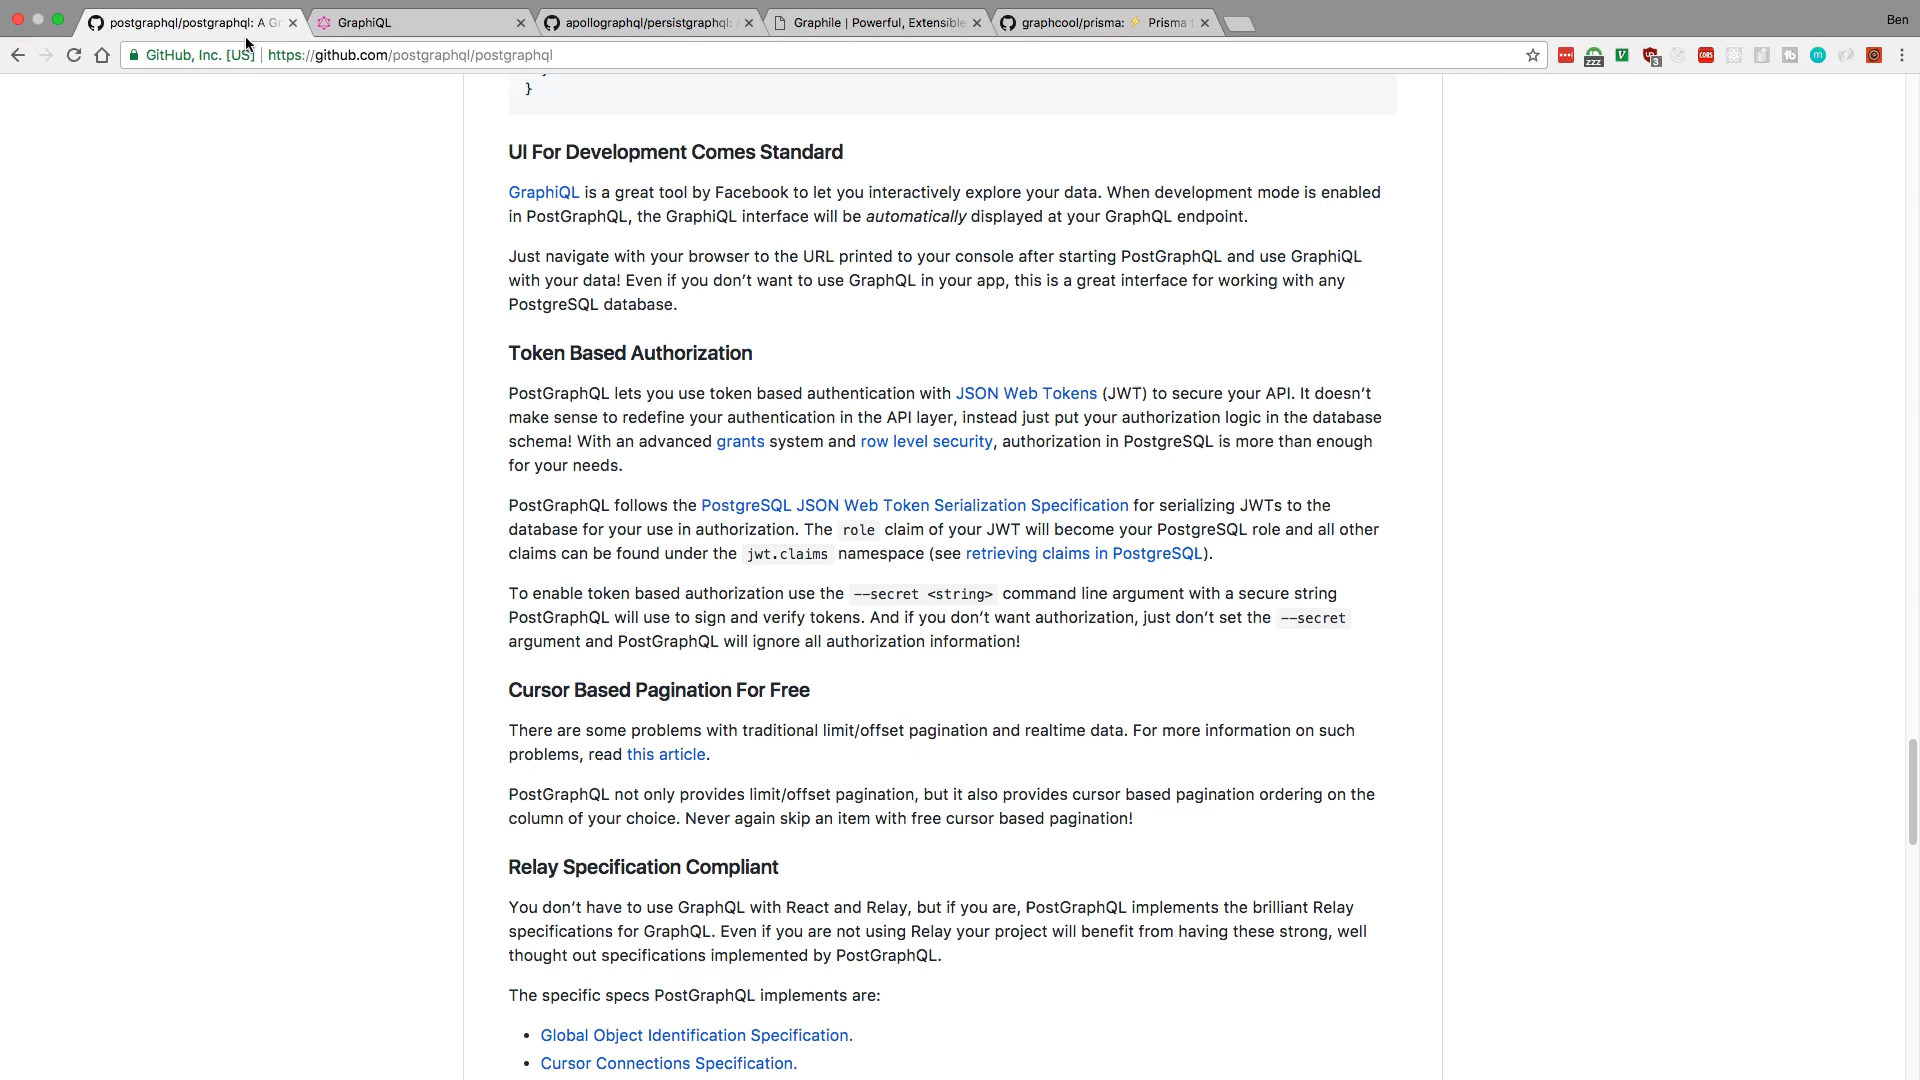 postgraphql/postgraphql: A Gr
GraphiQL
apollographql/persistgraphql:
Graphile | Powerful, Extensible
graphcool/prisma: ⚡ Prisma
Ben
GitHub, Inc. [US] | https://github.com/postgraphql/postgraphql
zzz
3
CORS
tb
m
}
UI For Development Comes Standard
GraphiQL is a great tool by Facebook to let you interactively explore your data. When development mode is enabled
in PostGraphQL, the GraphiQL interface will be automatically displayed at your GraphQL endpoint.
Just navigate with your browser to the URL printed to your console after starting PostGraphQL and use GraphiQL
with your data! Even if you don’t want to use GraphQL in your app, this is a great interface for working with any
PostgreSQL database.
Token Based Authorization
PostGraphQL lets you use token based authentication with JSON Web Tokens (JWT) to secure your API. It doesn’t
make sense to redefine your authentication in the API layer, instead just put your authorization logic in the database
schema! With an advanced grants system and row level security, authorization in PostgreSQL is more than enough
for your needs.
PostGraphQL follows the PostgreSQL JSON Web Token Serialization Specification for serializing JWTs to the
database for your use in authorization. The role claim of your JWT will become your PostgreSQL role and all other
claims can be found under the jwt.claims namespace (see retrieving claims in PostgreSQL).
To enable token based authorization use the --secret <string> command line argument with a secure string
PostGraphQL will use to sign and verify tokens. And if you don’t want authorization, just don’t set the --secret
argument and PostGraphQL will ignore all authorization information!
Cursor Based Pagination For Free
There are some problems with traditional limit/offset pagination and realtime data. For more information on such
problems, read this article.
PostGraphQL not only provides limit/offset pagination, but it also provides cursor based pagination ordering on the
column of your choice. Never again skip an item with free cursor based pagination!
Relay Specification Compliant
You don’t have to use GraphQL with React and Relay, but if you are, PostGraphQL implements the brilliant Relay
specifications for GraphQL. Even if you are not using Relay your project will benefit from having these strong, well
thought out specifications implemented by PostGraphQL.
The specific specs PostGraphQL implements are:
• Global Object Identification Specification.
• Cursor Connections Specification.